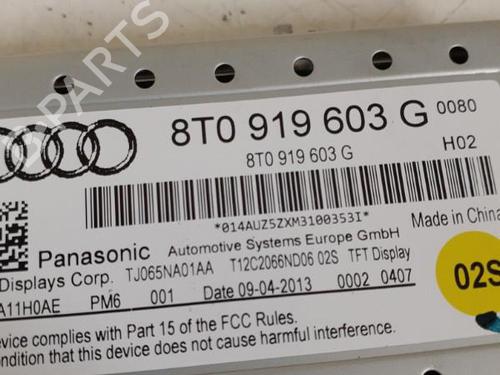 8T0 919 603 G 0080
8T0 919 603 G
H02
*014AUZ5ZXM3100353I*
Panasonic Automotive Systems Europe GmbH
Made in China
Displays Corp. TJ065NA01AA T12C2066ND06 02S TFT Display
A11H0AE PM6 001 Date 09-04-2013 0002 0407
02S
device complies with Part 15 of the FCC Rules.
condition that this device does not cause harmful interference.